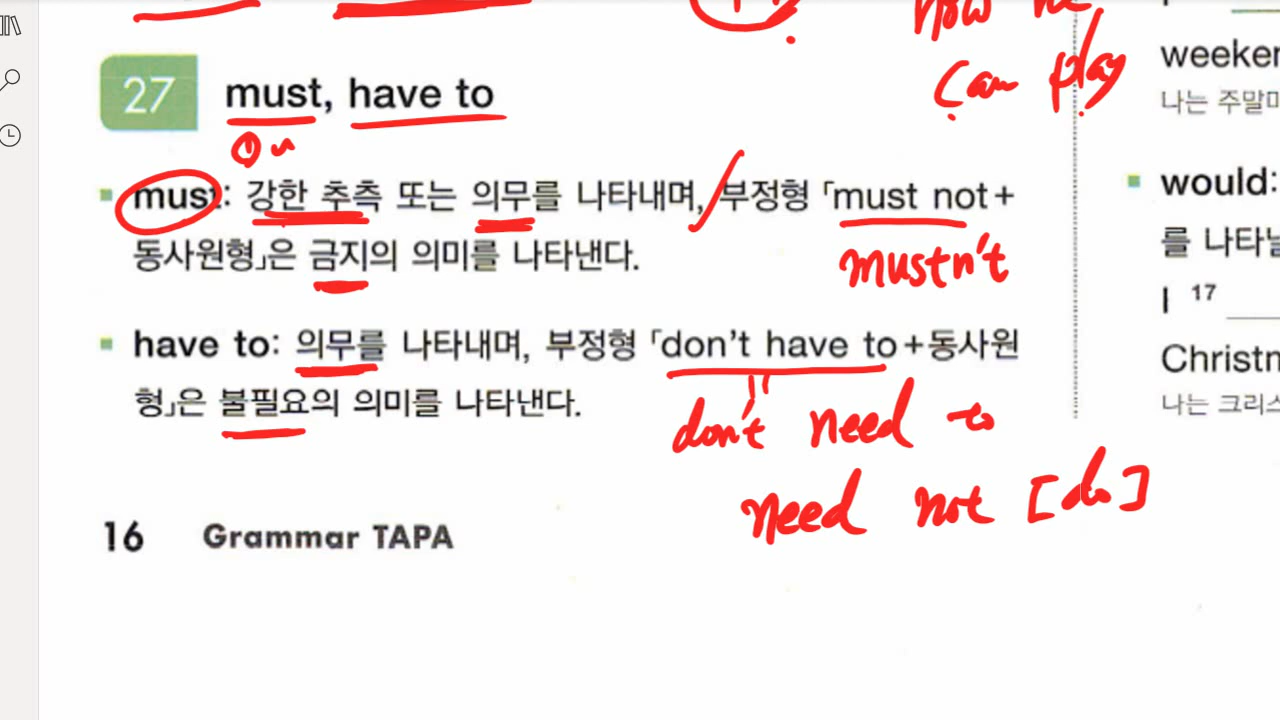 can play
27 must, have to
must: 강한 추측 또는 의무를 나타내며, 부정형 「must not+
동사원형」은 금지의 의미를 나타낸다.
mustn't
have to: 의무를 나타내며, 부정형 「don't have to+동사원
형」은 불필요의 의미를 나타낸다.
don't need to
need not [do]
16 Grammar TAPA
나는 주말마
would:
를 나타날
I 17
Christm
나는 크리스